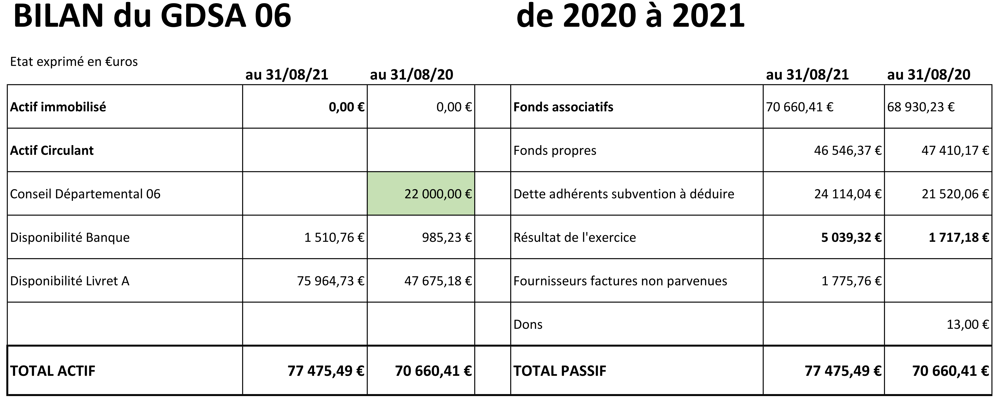 BILAN du GDSA 06 de 2020 à 2021
Etat exprimé en €uros
au 31/08/21 au 31/08/20 au 31/08/21 au 31/08/20
Actif immobilisé 0,00 € 0,00 € Fonds associatifs 70 660,41 € 68 930,23 €
Actif Circulant Fonds propres 46 546,37 € 47 410,17 €
Conseil Départemental 06 22 000,00 € Dette adhérents subvention à déduire 24 114,04 € 21 520,06 €
Disponibilité Banque 1 510,76 € 985,23 € Résultat de l'exercice 5 039,32 € 1 717,18 €
Disponibilité Livret A 75 964,73 € 47 675,18 € Fournisseurs factures non parvenues 1 775,76 €
Dons 13,00 €
TOTAL ACTIF 77 475,49 € 70 660,41 € TOTAL PASSIF 77 475,49 € 70 660,41 €